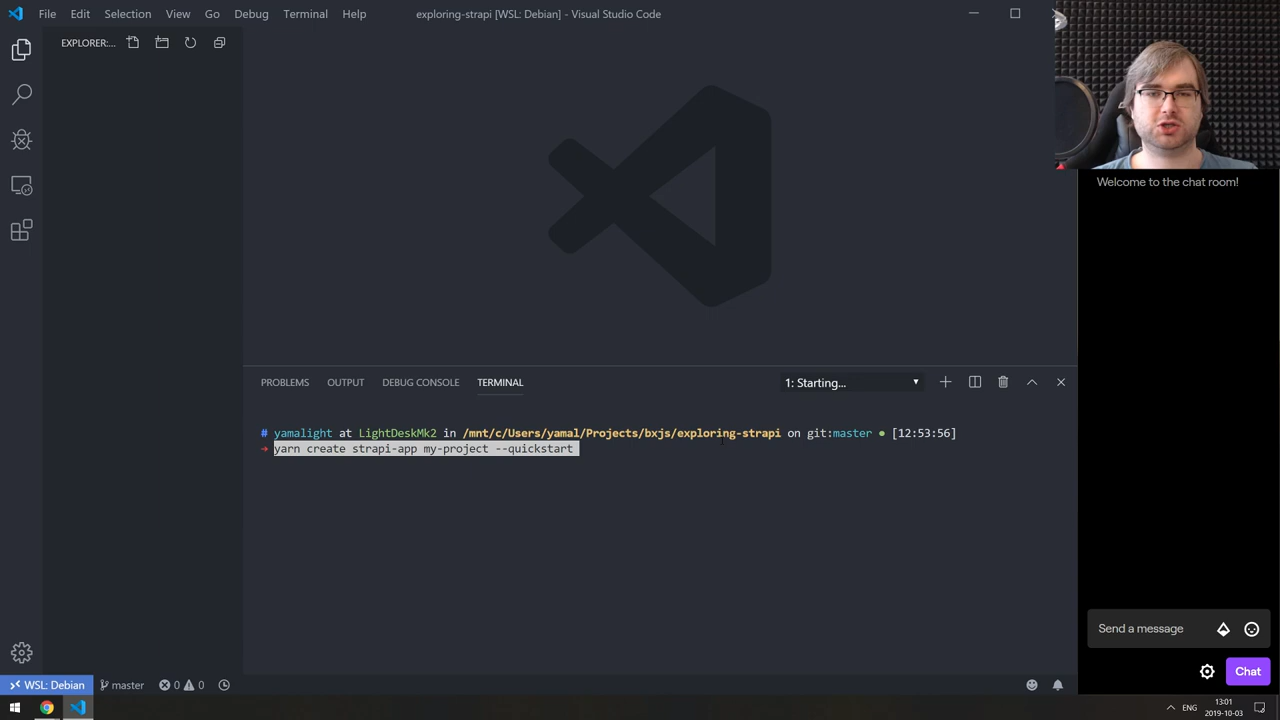 File Edit Selection View Go Debug Terminal Help
exploring-strapi [WSL: Debian] - Visual Studio Code
EXPLORER:...
Welcome to the chat room!
PROBLEMS OUTPUT DEBUG CONSOLE TERMINAL
1: Starting...
# yamalight at LightDeskMk2 in /mnt/c/Users/yamal/Projects/bxjs/exploring-strapi on git:master ● [12:53:56]
→ yarn create strapi-app my-project --quickstart
Send a message
Chat
WSL: Debian master 0 0
ENG
13:01
2019-10-03